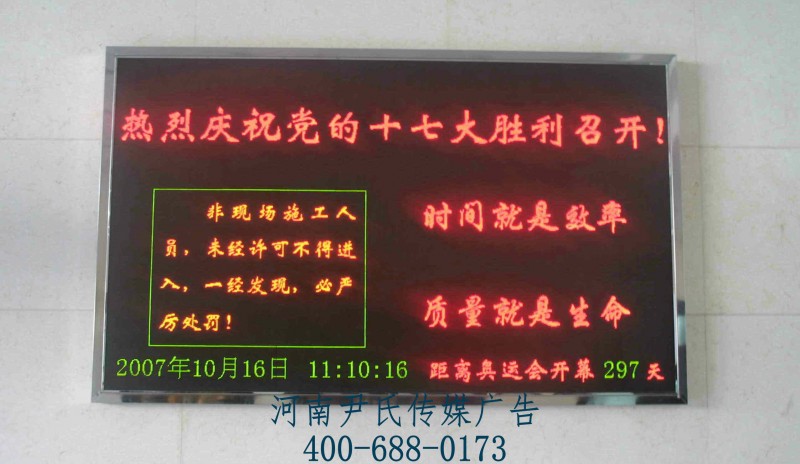 热烈庆祝党的十七大胜利召开!
非现场施工人
员，未经许可不得进
入，一经发现，必严
厉处罚!
时间就是效率
质量就是生命
2007年10月16日 11:10:16
距离奥运会开幕 297 天
河南尹氏传媒广告
400-688-0173